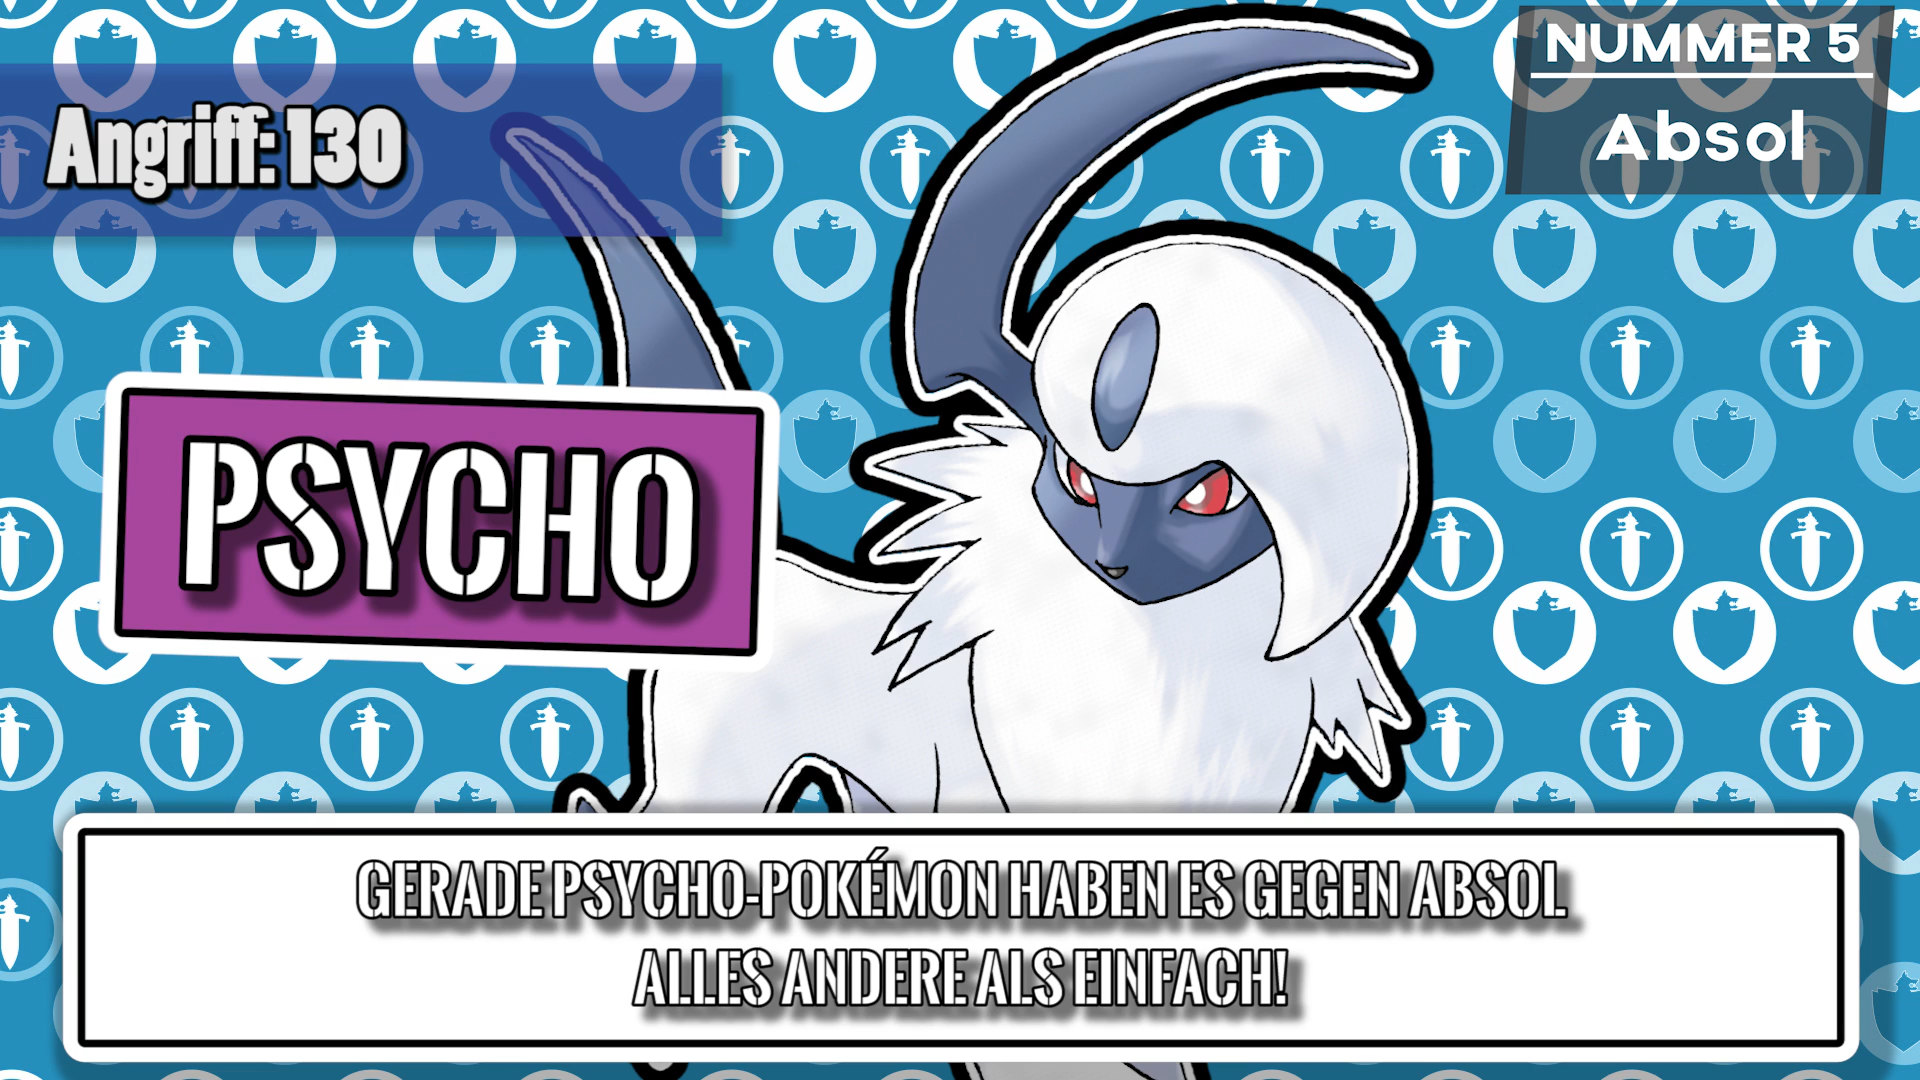 NUMMER 5
Absol
Angriff: 130
PSYCHO
GERADE PSYCHO-POKÉMON HABEN ES GEGEN ABSOL
ALLES ANDERE ALS EINFACH!